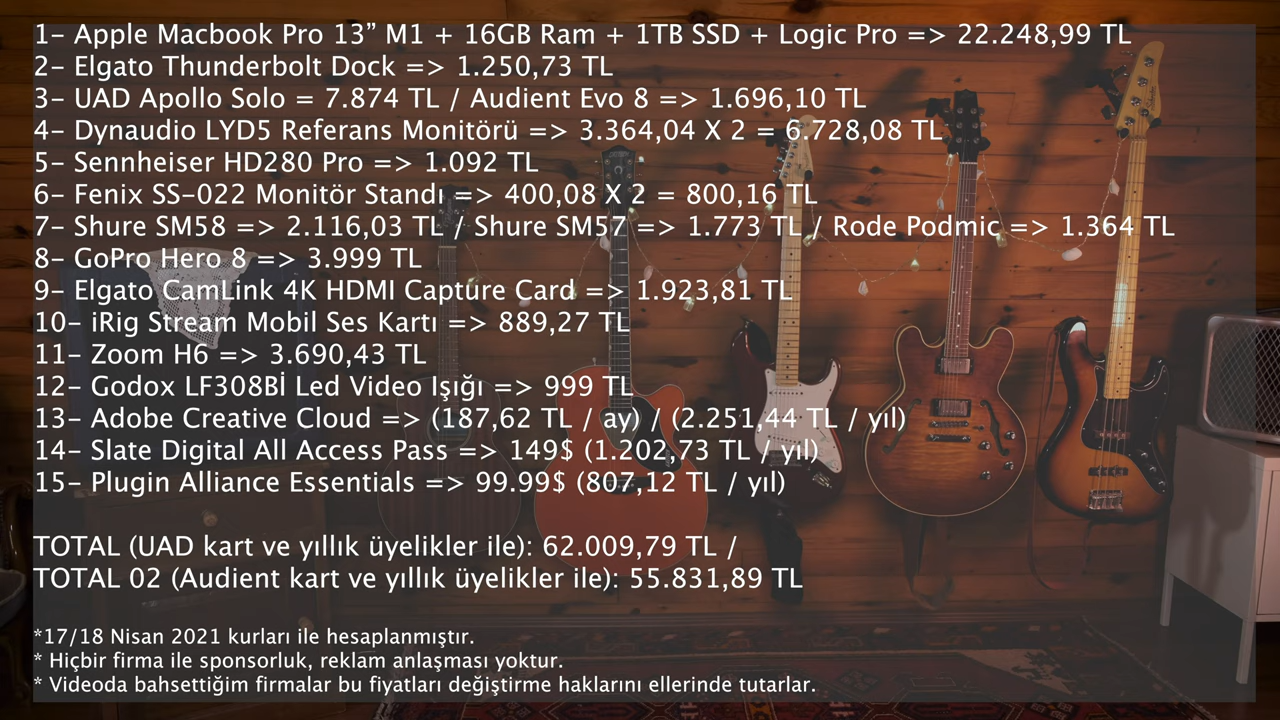 1- Apple Macbook Pro 13” M1 + 16GB Ram + 1TB SSD + Logic Pro => 22.248,99 TL
2- Elgato Thunderbolt Dock => 1.250,73 TL
3- UAD Apollo Solo = 7.874 TL / Audient Evo 8 => 1.696,10 TL
4- Dynaudio LYD5 Referans Monitörü => 3.364,04 X 2 = 6.728,08 TL
5- Sennheiser HD280 Pro => 1.092 TL
6- Fenix SS-022 Monitör Standı => 400,08 X 2 = 800,16 TL
7- Shure SM58 => 2.116,03 TL / Shure SM57 => 1.773 TL / Rode Podmic => 1.364 TL
8- GoPro Hero 8 => 3.999 TL
9- Elgato CamLink 4K HDMI Capture Card => 1.923,81 TL
10- iRig Stream Mobil Ses Kartı => 889,27 TL
11- Zoom H6 => 3.690,43 TL
12- Godox LF308Bİ Led Video Işığı => 999 TL
13- Adobe Creative Cloud => (187,62 TL / ay) / (2.251,44 TL / yıl)
14- Slate Digital All Access Pass => 149$ (1.202,73 TL / yıl)
15- Plugin Alliance Essentials => 99.99$ (807,12 TL / yıl)
TOTAL (UAD kart ve yıllık üyelikler ile): 62.009,79 TL /
TOTAL 02 (Audient kart ve yıllık üyelikler ile): 55.831,89 TL
*17/18 Nisan 2021 kurları ile hesaplanmıştır.
* Hiçbir firma ile sponsorluk, reklam anlaşması yoktur.
* Videoda bahsettiğim firmalar bu fiyatları değiştirme haklarını ellerinde tutarlar.